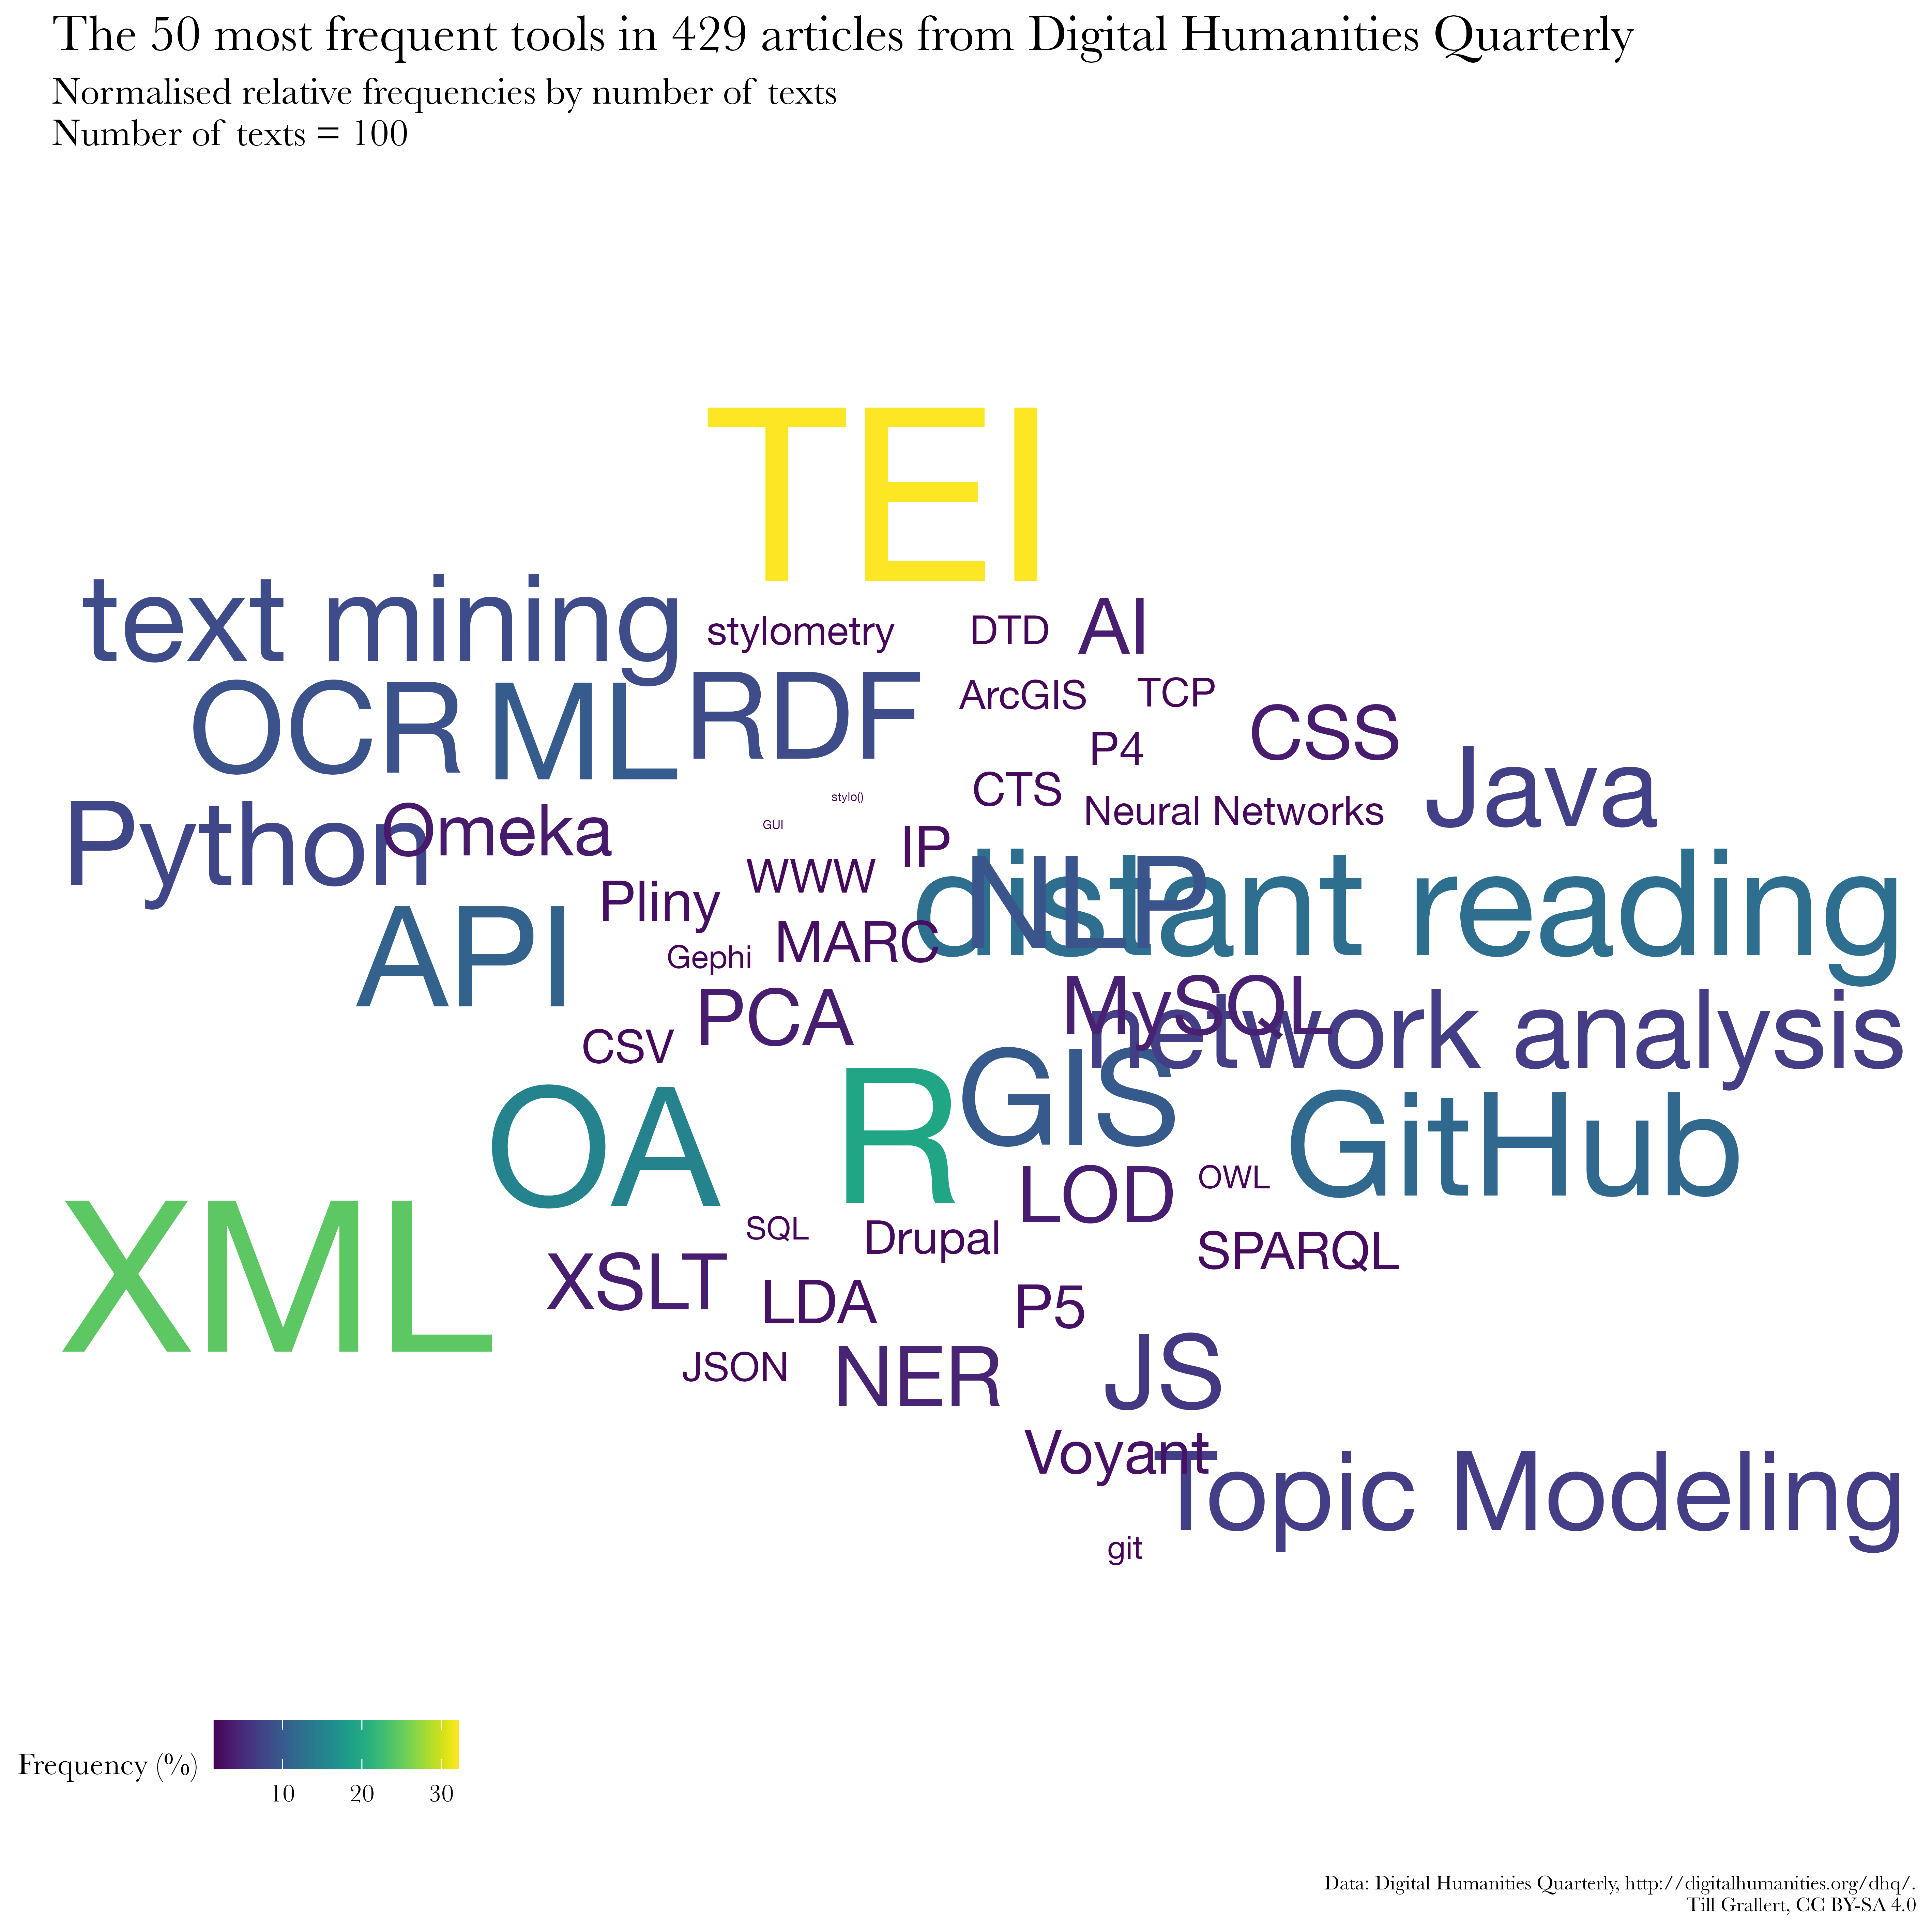 The 50 most frequent tools in 429 articles from Digital Humanities Quarterly
Normalised relative frequencies by number of texts
Number of texts = 100
TEI
text mining
stylometry
DTD
AI
OCR
ML
RDF
ArcGIS
TCP
P4
CSS
Python
Omeka
stylo()
GUI
CTS
Neural Networks
Java
IP
WWW
Pliny
NLP
distant reading
API
Gephi
MARC
MySQL
network analysis
PCA
CSV
OA
R
GIS
GitHub
LOD
OWL
XML
SQL
Drupal
SPARQL
XSLT
LDA
P5
JSON
NER
JS
Voyant
Topic Modeling
git
Frequency (%)
10 20 30
Data: Digital Humanities Quarterly, http://digitalhumanities.org/dhq/.
Till Grallert, CC BY-SA 4.0